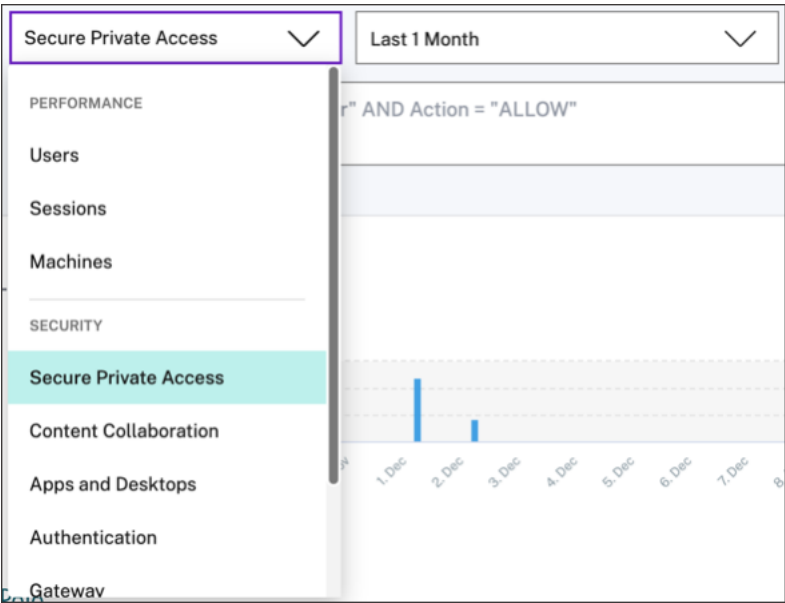 Secure Private Access
Last 1 Month
PERFORMANCE
r" AND Action = "ALLOW"
Users
Sessions
Machines
SECURITY
Secure Private Access
Content Collaboration
Apps and Desktops
Authentication
Gateway
1. Dec
2. Dec
3. Dec
4. Dec
5. Dec
6. Dec
7. Dec